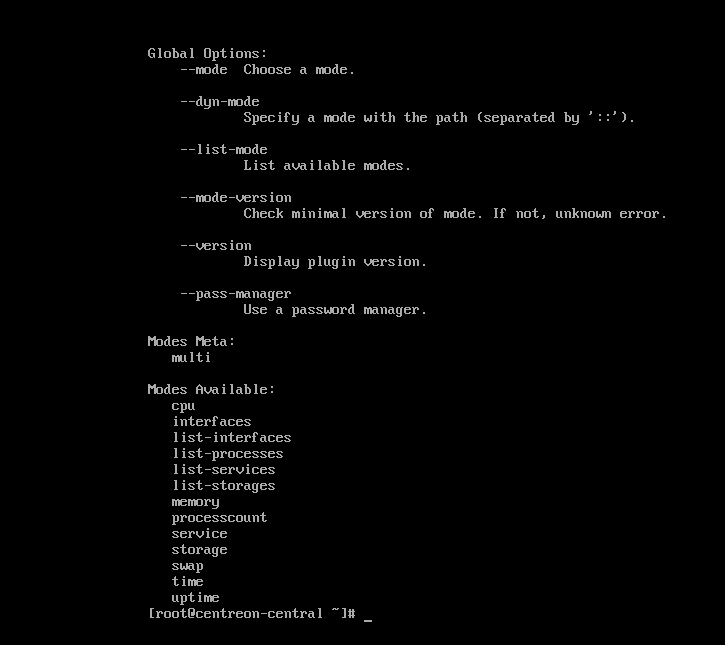 Global Options:
--mode  Choose a mode.
--dyn-mode
Specify a mode with the path (separated by '::').
--list-mode
List available modes.
--mode-version
Check minimal version of mode. If not, unknown error.
--version
Display plugin version.
--pass-manager
Use a password manager.
Modes Meta:
multi
Modes Available:
cpu
interfaces
list-interfaces
list-processes
list-services
list-storages
memory
processcount
service
storage
swap
time
uptime
[root@centreon-central ~]# _